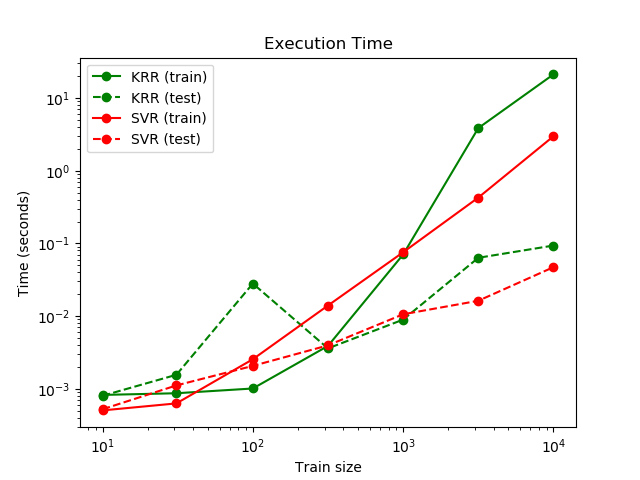 Execution Time
KRR (train)
KRR (test)
SVR (train)
SVR (test)
10¹
10⁰
10⁻¹
10⁻²
10⁻³
Time (seconds)
10¹ 10² 10³ 10⁴
Train size